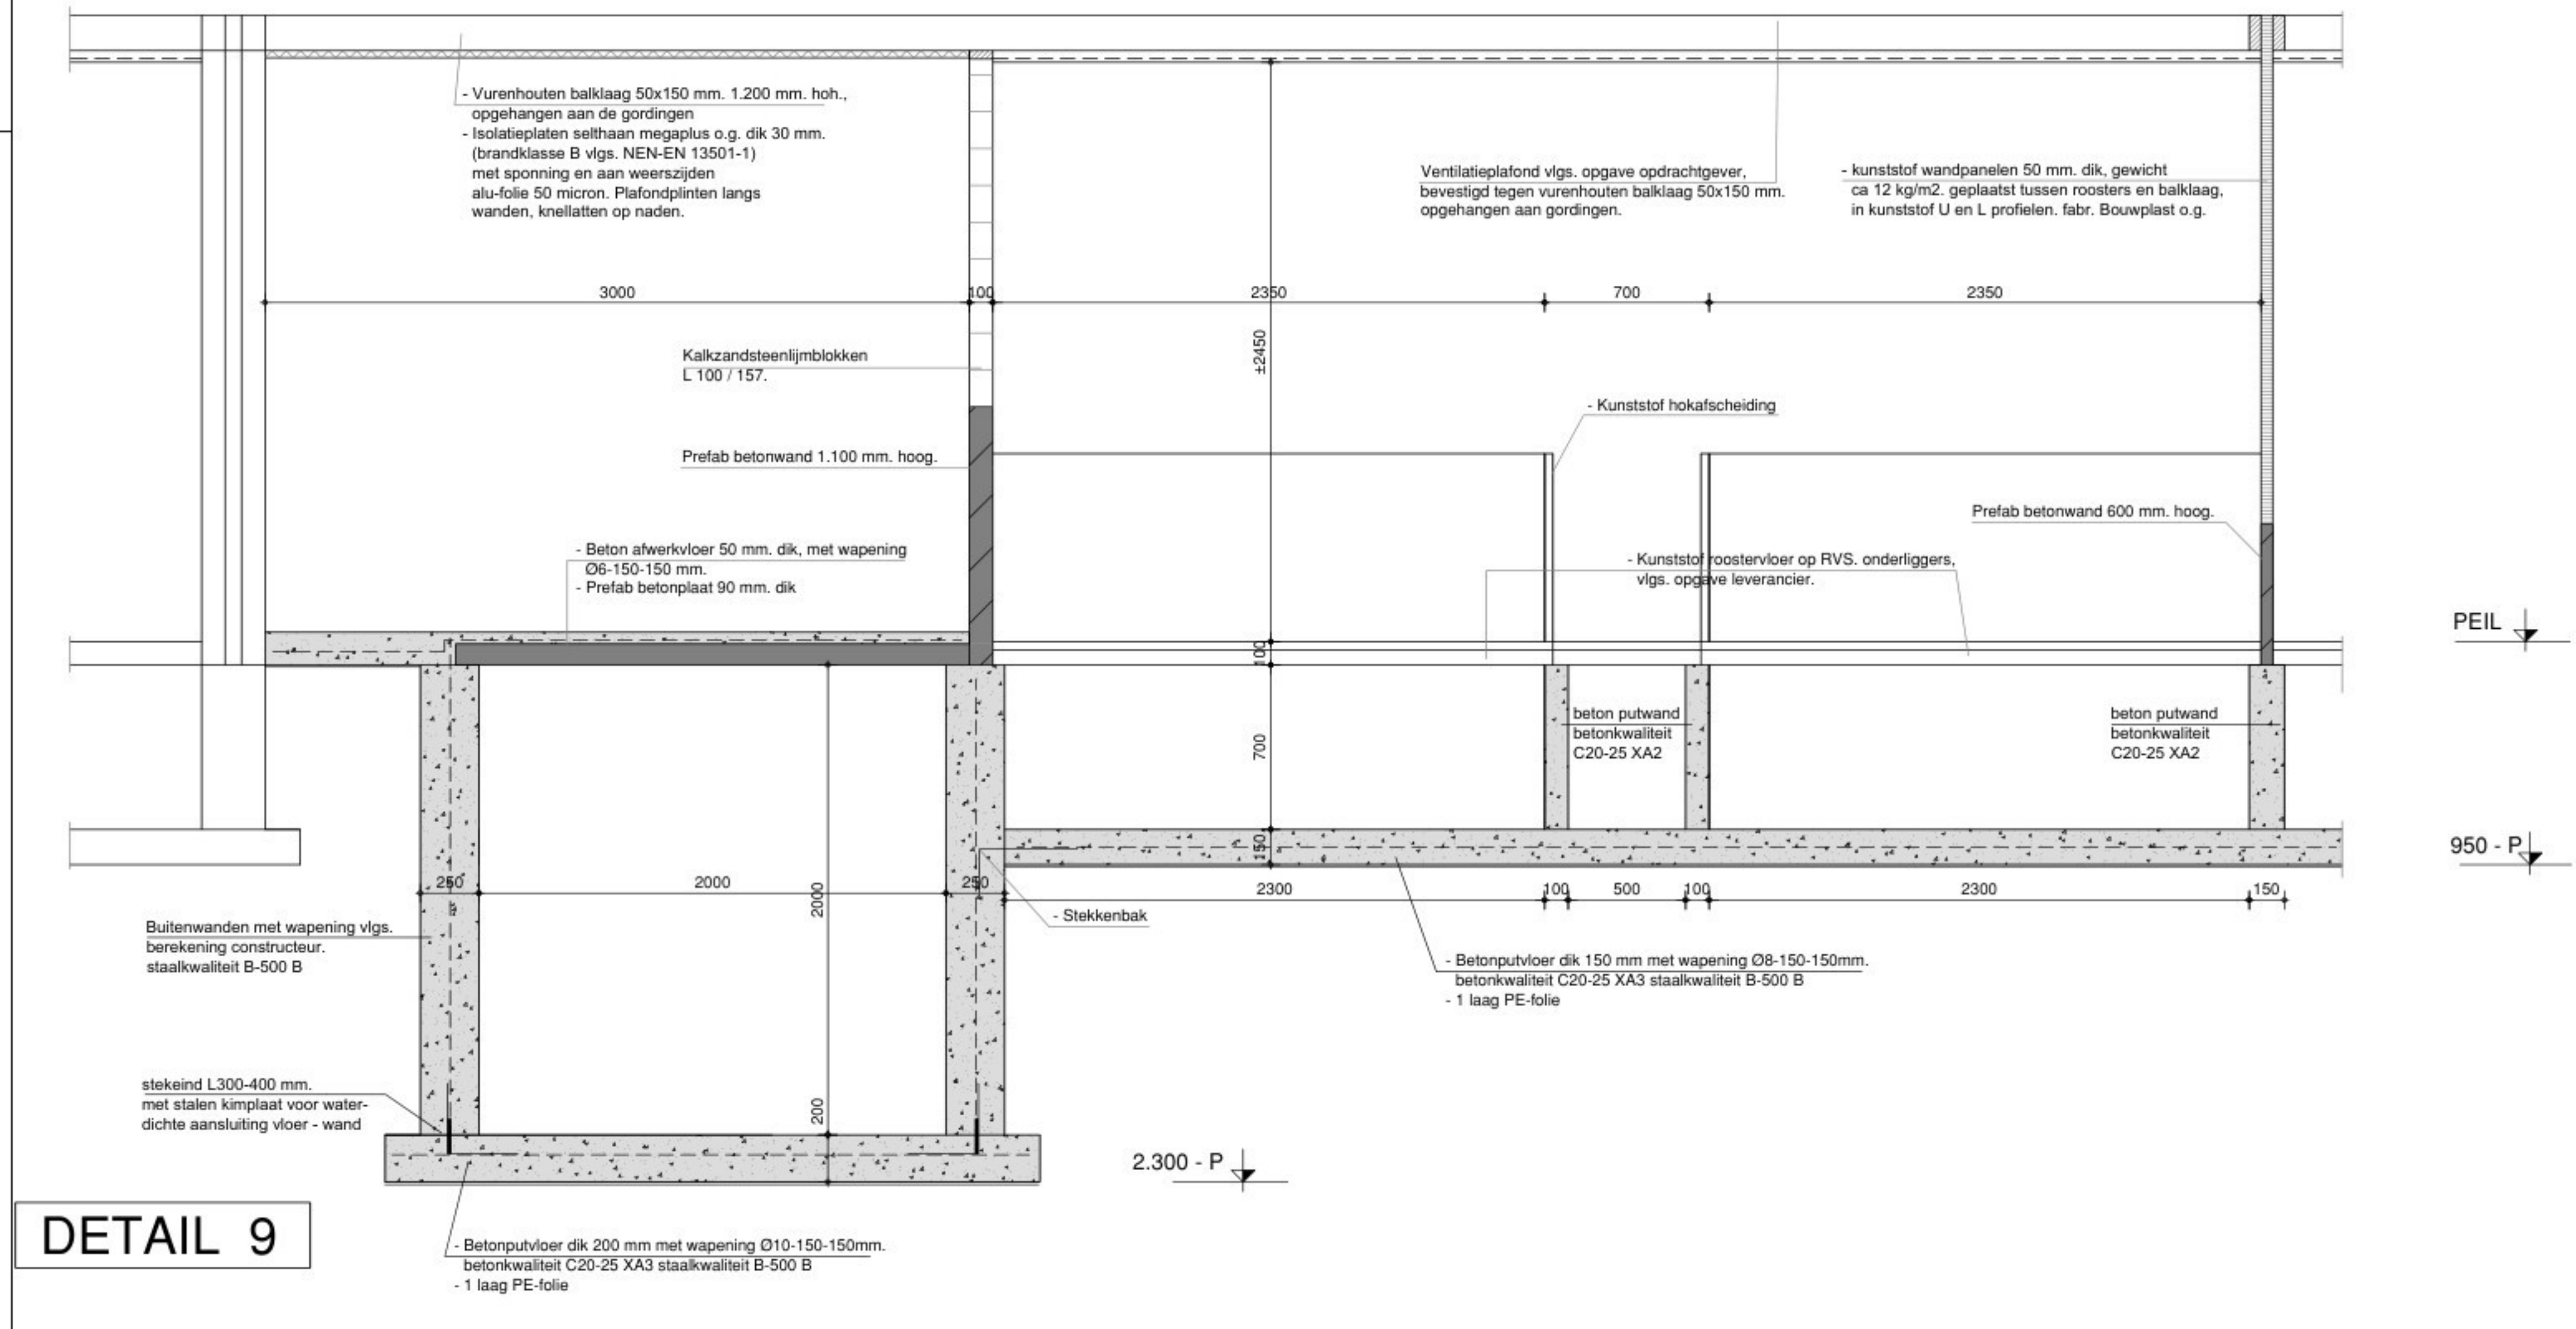 - Vurenhouten balklaag 50x150 mm. 1.200 mm. hoh.,
opgehangen aan de gordingen
- Isolatieplaten selthaan megaplus o.g. dik 30 mm.
(brandklasse B vlgs. NEN-EN 13501-1)
met sponning en aan weerszijden
alu-folie 50 micron. Plafondplinten langs
wanden, knellatten op naden.
Ventilatieplafond vlgs. opgave opdrachtgever,
bevestigd tegen vurenhouten balklaag 50x150 mm.
opgehangen aan gordingen.
- kunststof wandpanelen 50 mm. dik, gewicht
ca 12 kg/m2. geplaatst tussen roosters en balklaag,
in kunststof U en L profielen. fabr. Bouwplast o.g.
3000
100
2350
700
2350
±2450
Kalkzandsteenlijmblokken
L 100 / 157.
- Kunststof hokafscheiding
Prefab betonwand 1.100 mm. hoog.
Prefab betonwand 600 mm. hoog.
- Beton afwerkvloer 50 mm. dik, met wapening
Ø6-150-150 mm.
- Prefab betonplaat 90 mm. dik
- Kunststof roostervloer op RVS. onderliggers,
vlgs. opgave leverancier.
PEIL
100
700
150
beton putwand
betonkwaliteit
C20-25 XA2
beton putwand
betonkwaliteit
C20-25 XA2
950 - P
250
2000
250
2000
2300
100
500
100
2300
150
- Stekkenbak
Buitenwanden met wapening vlgs.
berekening constructeur.
staalkwaliteit B-500 B
- Betonputvloer dik 150 mm met wapening Ø8-150-150mm.
betonkwaliteit C20-25 XA3 staalkwaliteit B-500 B
- 1 laag PE-folie
stekeind L300-400 mm.
met stalen kimplaat voor water-
dichte aansluiting vloer - wand
200
2.300 - P
DETAIL 9
- Betonputvloer dik 200 mm met wapening Ø10-150-150mm.
betonkwaliteit C20-25 XA3 staalkwaliteit B-500 B
- 1 laag PE-folie